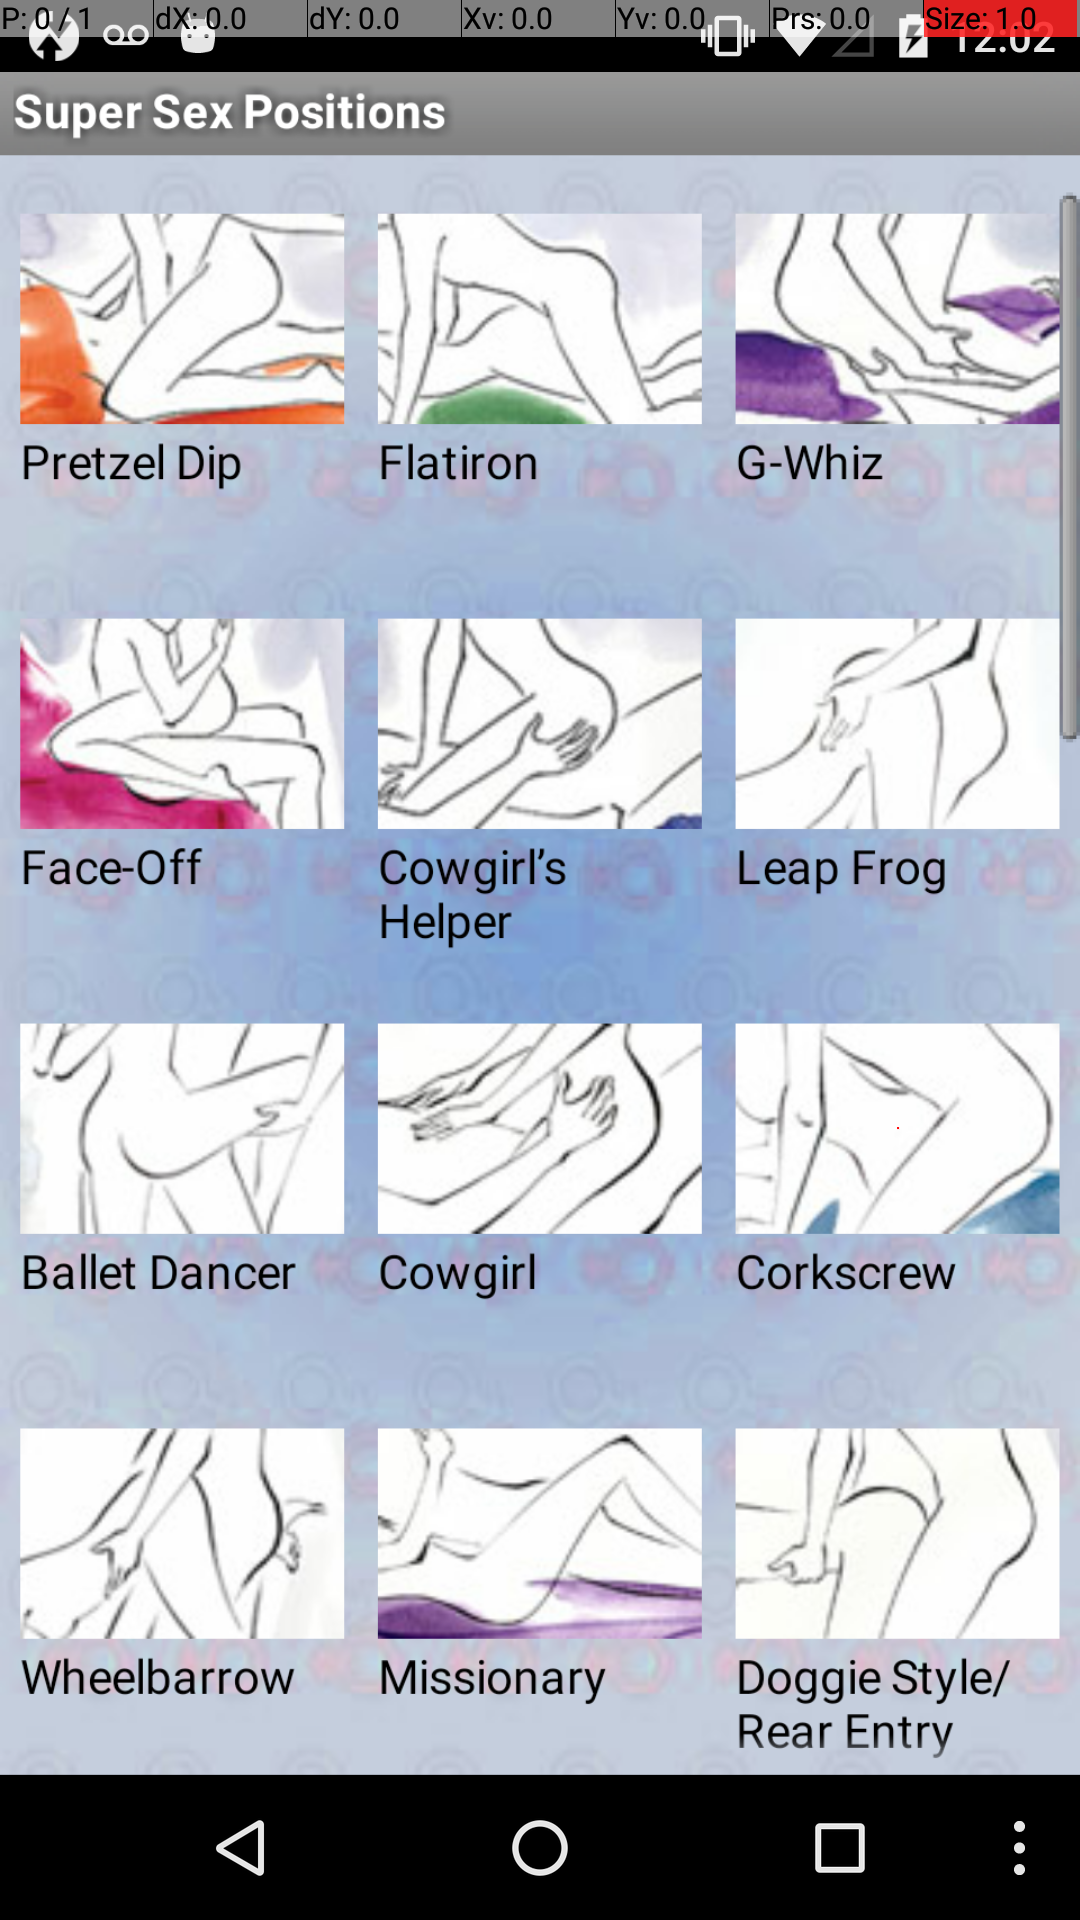 P: 0 / 1 dX: 0.0 dY: 0.0 Xv: 0.0 Yv: 0.0 Prs: 0.0 Size: 1.0
12:02
Super Sex Positions
Pretzel Dip
Flatiron
G-Whiz
Face-Off
Cowgirl’s
Helper
Leap Frog
Ballet Dancer
Cowgirl
Corkscrew
Wheelbarrow
Missionary
Doggie Style/
Rear Entry